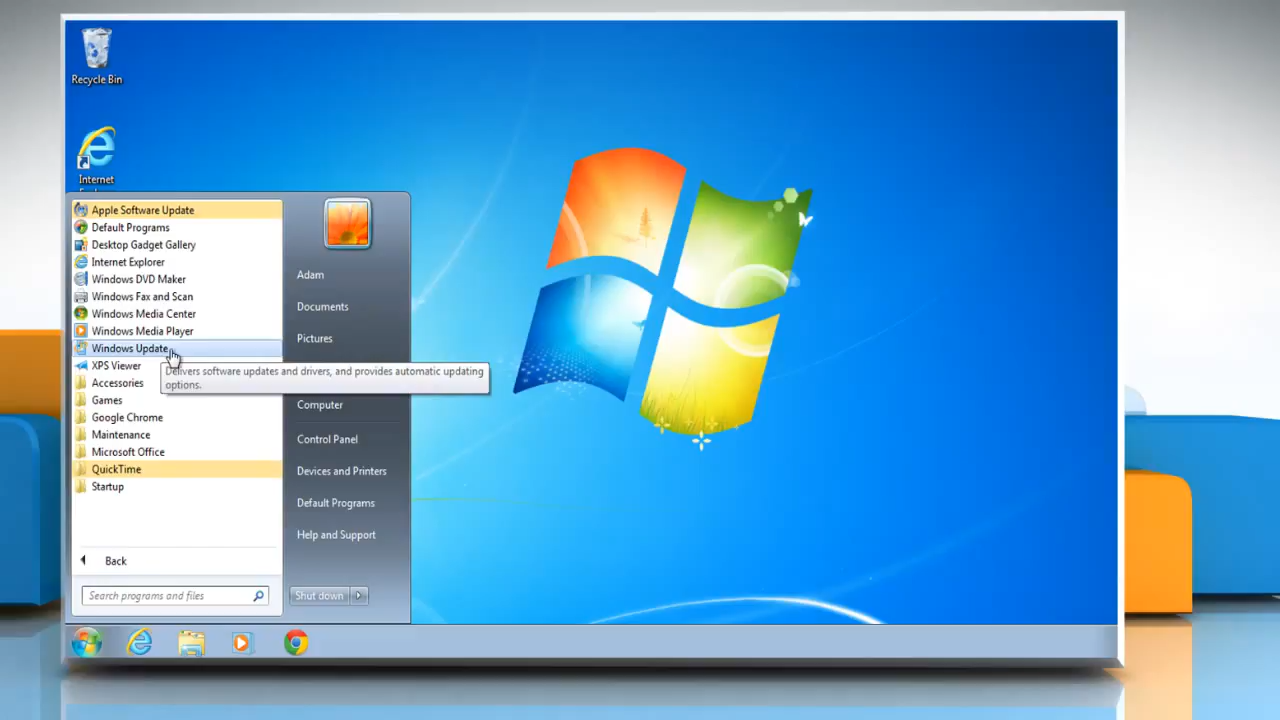 Recycle Bin
Internet
Apple Software Update
Default Programs
Desktop Gadget Gallery
Internet Explorer
Windows DVD Maker
Windows Fax and Scan
Windows Media Center
Windows Media Player
Windows Update
XPS Viewer
Accessories
Games
Google Chrome
Maintenance
Microsoft Office
QuickTime
Startup
Back
Search programs and files
Adam
Documents
Pictures
Delivers software updates and drivers, and provides automatic updating
options.
Computer
Control Panel
Devices and Printers
Default Programs
Help and Support
Shut down